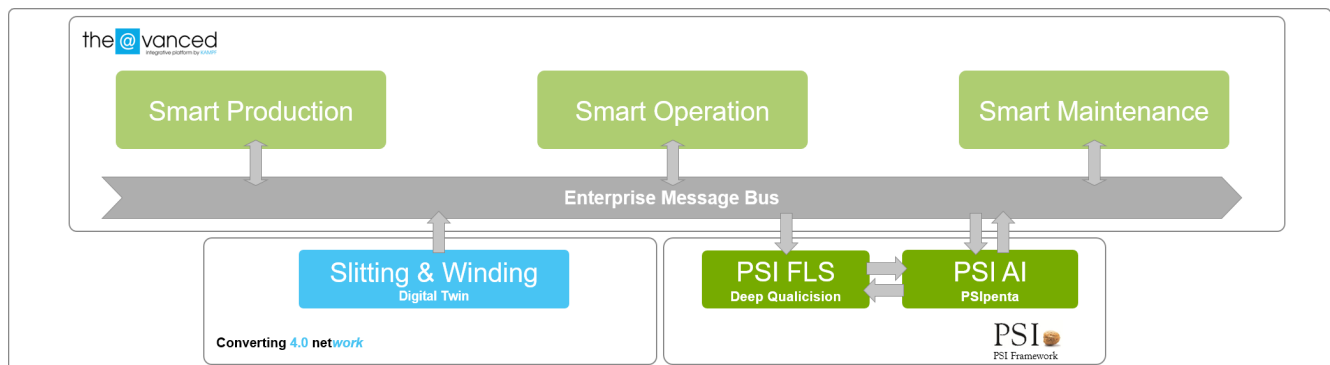 the @ vanced
integrative platform by KAMPF
Smart Production
Smart Operation
Smart Maintenance
Enterprise Message Bus
Slitting & Winding
Digital Twin
PSI FLS
Deep Qualicision
PSI AI
PSIpenta
Converting 4.0 network
PSI
PSI Framework